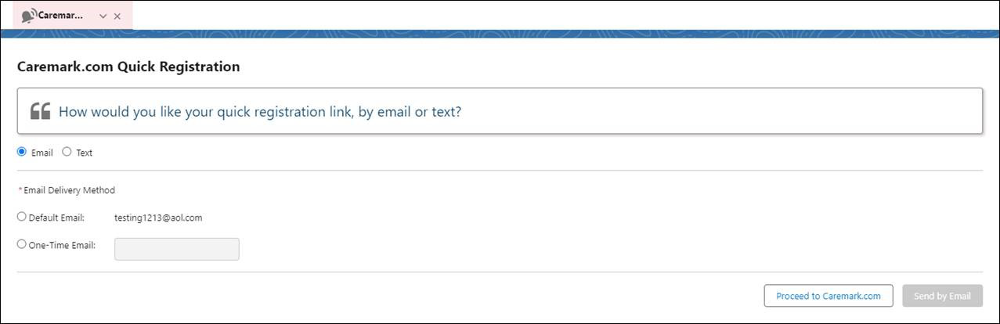 Caremar...
Caremark.com Quick Registration
How would you like your quick registration link, by email or text?
Email Text
*Email Delivery Method
Default Email: testing1213@aol.com
One-Time Email:
Proceed to Caremark.com Send by Email